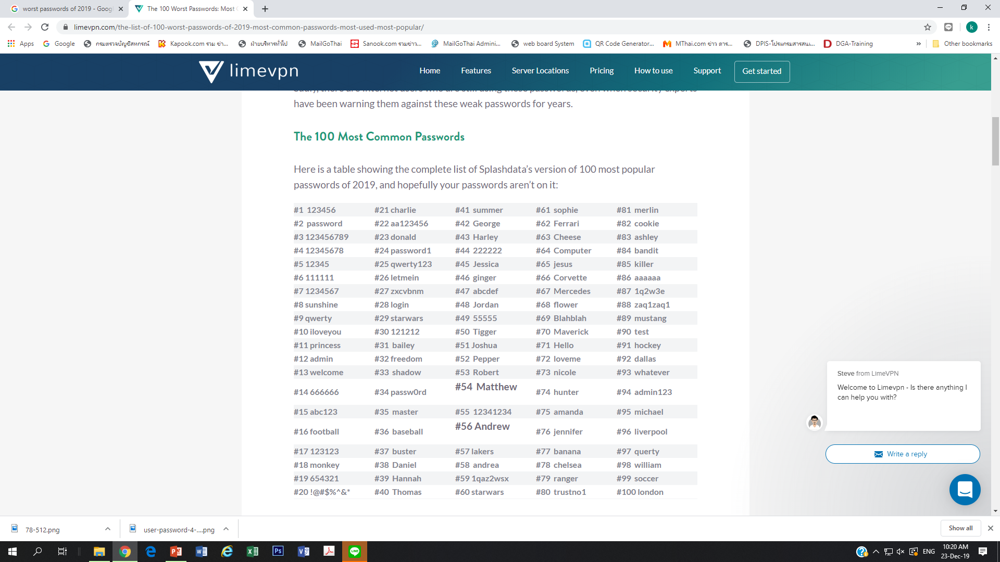 worst passwords of 2019 - Goog
The 100 Worst Passwords: Most C
limevpn.com/the-list-of-100-worst-passwords-of-2019-most-common-passwords-most-used-most-popular/
k
Apps Google กรมตรวจบัญชีสหกรณ์ Kapook.com รวม ข่า... ฝ่ายบริหารทั่วไป MailGoThai Sanook.com รวมข่าว... MailGoThai Admini... web board System QR Code Generator... MThai.com ข่าว ดาร... DPIS-โปรแกรมสารสนเ... DGA-Training » Other bookmarks
limevpn Home Features Server Locations Pricing How to use Support Get started
Sadly, there are internet users who are still using these passwords, even when security experts
have been warning them against these weak passwords for years.
The 100 Most Common Passwords
Here is a table showing the complete list of Splashdata’s version of 100 most popular
passwords of 2019, and hopefully your passwords aren’t on it:
#1 123456 #21 charlie #41 summer #61 sophie #81 merlin
#2 password #22 aa123456 #42 George #62 Ferrari #82 cookie
#3 123456789 #23 donald #43 Harley #63 Cheese #83 ashley
#4 12345678 #24 password1 #44 222222 #64 Computer #84 bandit
#5 12345 #25 qwerty123 #45 Jessica #65 jesus #85 killer
#6 111111 #26 letmein #46 ginger #66 Corvette #86 aaaaaa
#7 1234567 #27 zxcvbnm #47 abcdef #67 Mercedes #87 1q2w3e
#8 sunshine #28 login #48 Jordan #68 flower #88 zaq1zaq1
#9 qwerty #29 starwars #49 55555 #69 Blahblah #89 mustang
#10 iloveyou #30 121212 #50 Tigger #70 Maverick #90 test
#11 princess #31 bailey #51 Joshua #71 Hello #91 hockey
#12 admin #32 freedom #52 Pepper #72 loveme #92 dallas
#13 welcome #33 shadow #53 Robert #73 nicole #93 whatever
#14 666666 #34 passw0rd #54 Matthew #74 hunter #94 admin123
#15 abc123 #35 master #55 12341234 #75 amanda #95 michael
#16 football #36 baseball #56 Andrew #76 jennifer #96 liverpool
#17 123123 #37 buster #57 lakers #77 banana #97 querty
#18 monkey #38 Daniel #58 andrea #78 chelsea #98 william
#19 654321 #39 Hannah #59 1qaz2wsx #79 ranger #99 soccer
#20 !@#$%^&* #40 Thomas #60 starwars #80 trustno1 #100 london
Steve from LimeVPN
Welcome to Limevpn - Is there anything I
can help you with?
Write a reply
78-512.png user-password-4-....png Show all
ENG 10:20 AM
23-Dec-19